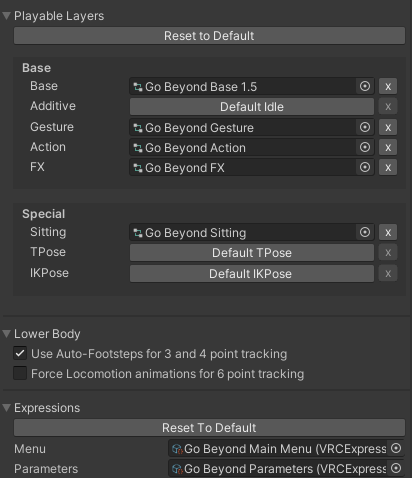 Playable Layers
Reset to Default
Base
Base Go Beyond Base 1.5 x
Additive Default Idle x
Gesture Go Beyond Gesture x
Action Go Beyond Action x
FX Go Beyond FX x
Special
Sitting Go Beyond Sitting x
TPose Default TPose x
IKPose Default IKPose x
Lower Body
Use Auto-Footsteps for 3 and 4 point tracking
Force Locomotion animations for 6 point tracking
Expressions
Reset To Default
Menu Go Beyond Main Menu (VRCExpress
Parameters Go Beyond Parameters (VRCExpress